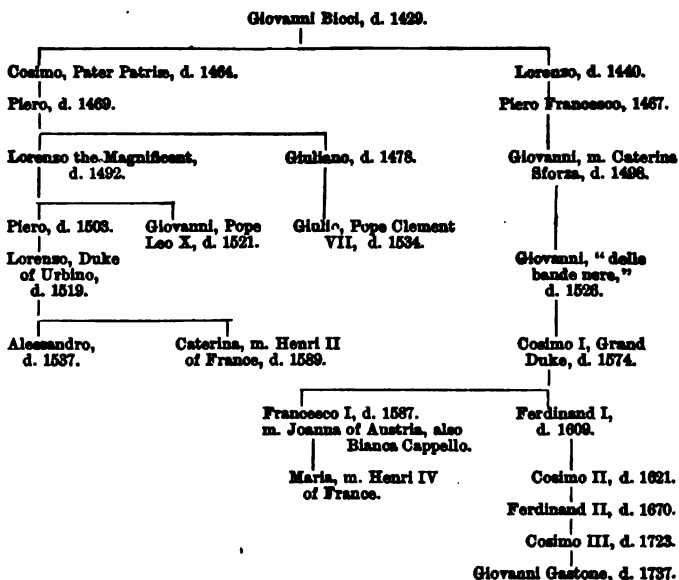 Giovanni Bicci, d. 1429.
Cosimo, Pater Patriæ, d. 1464.
Lorenzo, d. 1440.
Piero, d. 1469.
Piero Francesco, 1467.
Lorenzo the Magnificent,
d. 1492.
Giuliano, d. 1478.
Giovanni, m. Caterina
Sforza, d. 1498.
Piero, d. 1503.
Giovanni, Pope
Leo X, d. 1521.
Giulio, Pope Clement
VII, d. 1534.
Lorenzo, Duke
of Urbino,
d. 1519.
Giovanni, “delle
bande nere,”
d. 1526.
Alessandro,
d. 1537.
Caterina, m. Henri II
of France, d. 1589.
Cosimo I, Grand
Duke, d. 1574.
Francesco I, d. 1587.
m. Joanna of Austria, also
Bianca Cappello.
Ferdinand I,
d. 1609.
Maria, m. Henri IV
of France.
Cosimo II, d. 1621.
Ferdinand II, d. 1670.
Cosimo III, d. 1723.
Giovanni Gastone, d. 1737.